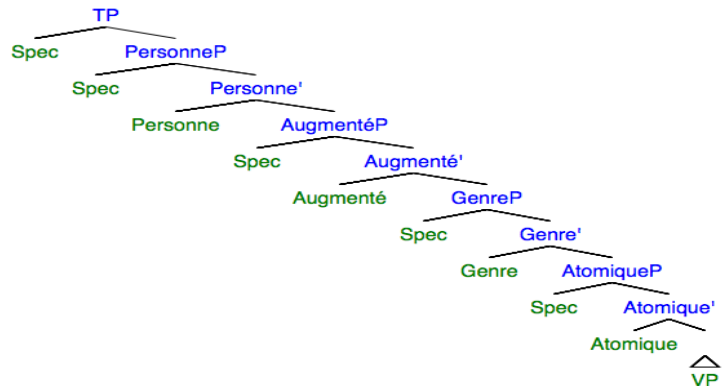 TP
Spec PersonneP
Spec Personne'
Personne AugmentéP
Spec Augmenté'
Augmenté GenreP
Spec Genre'
Genre AtomiqueP
Spec Atomique'
Atomique
VP